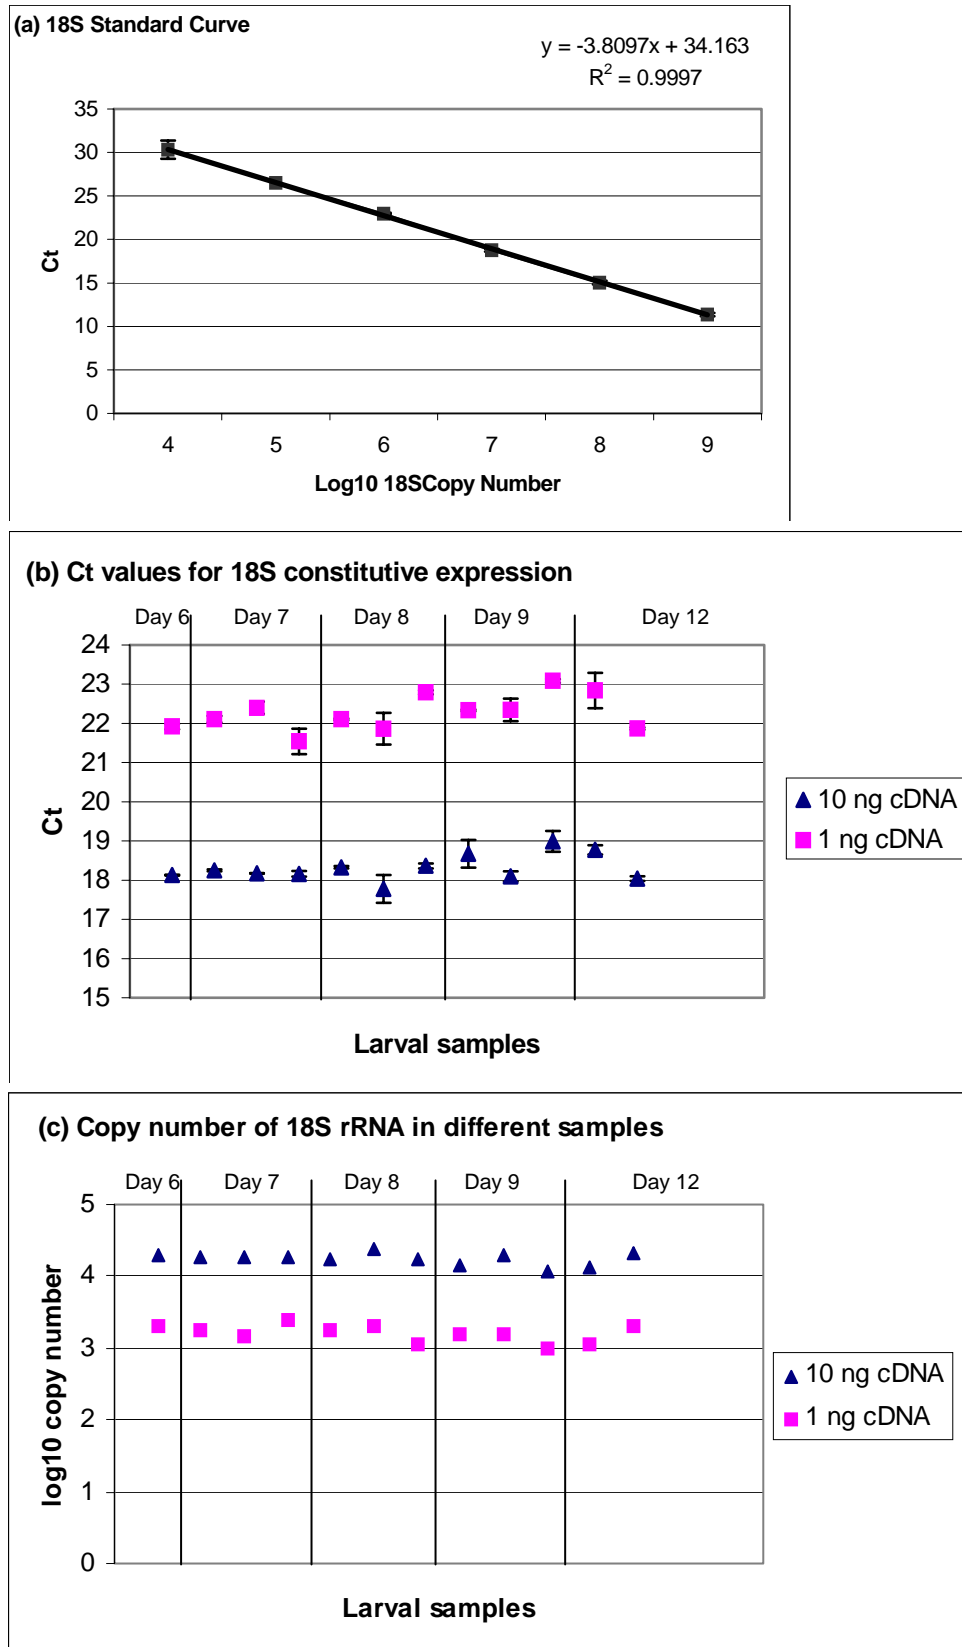 (a) 18S Standard Curve
y = -3.8097x + 34.163
R² = 0.9997
35
30
25
20
15
10
5
0
Ct
4 5 6 7 8 9
Log10 18SCopy Number
(b) Ct values for 18S constitutive expression
Day 6 Day 7 Day 8 Day 9 Day 12
24
23
22
21
20
19
18
17
16
15
Ct
10 ng cDNA
1 ng cDNA
Larval samples
(c) Copy number of 18S rRNA in different samples
Day 6 Day 7 Day 8 Day 9 Day 12
5
4
3
2
1
0
log10 copy number
10 ng cDNA
1 ng cDNA
Larval samples